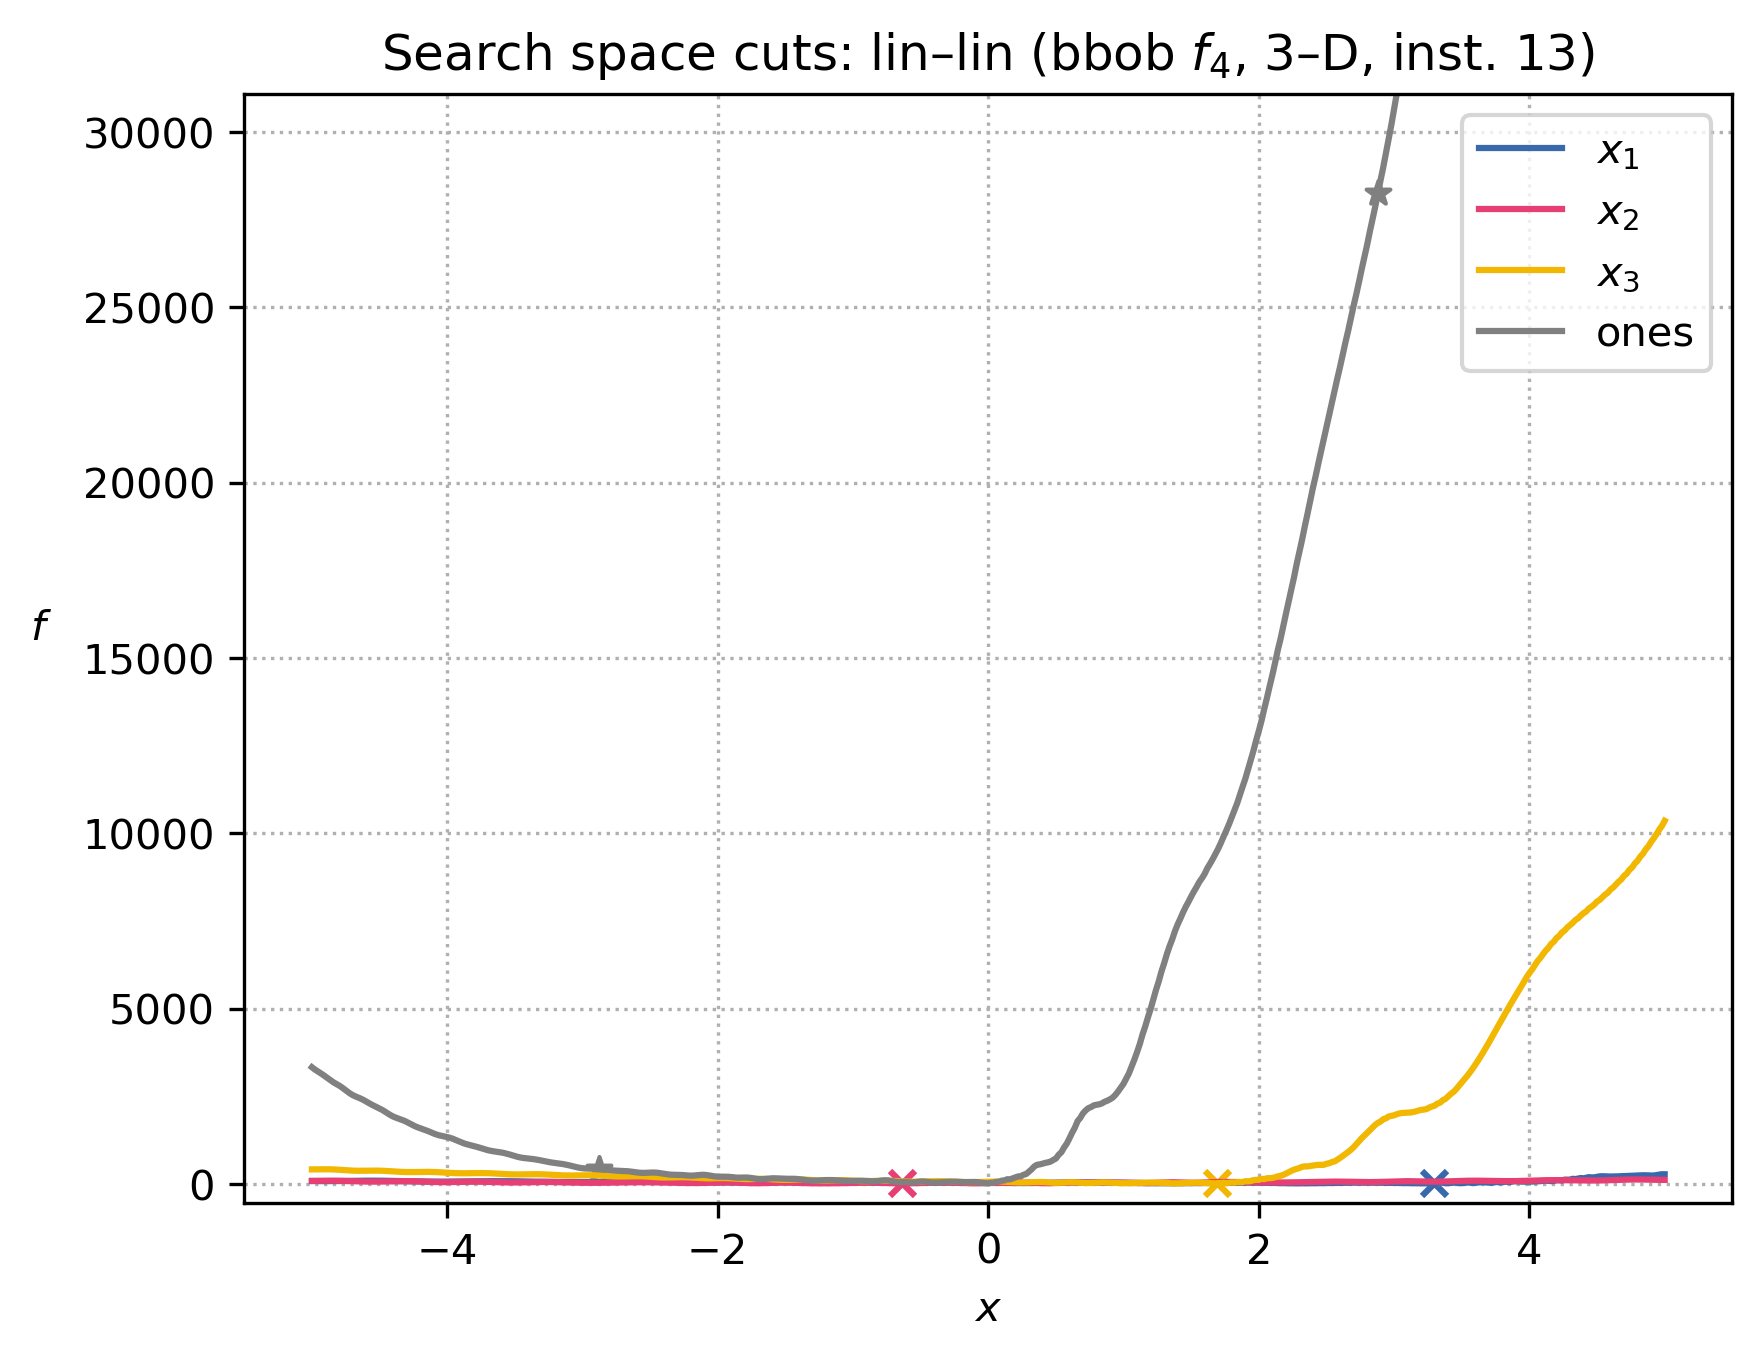 Search space cuts: lin–lin (bbob f₄, 3–D, inst. 13)
30000
25000
20000
15000
10000
5000
0
f
x₁
x₂
x₃
ones
−4
−2
0
2
4
x